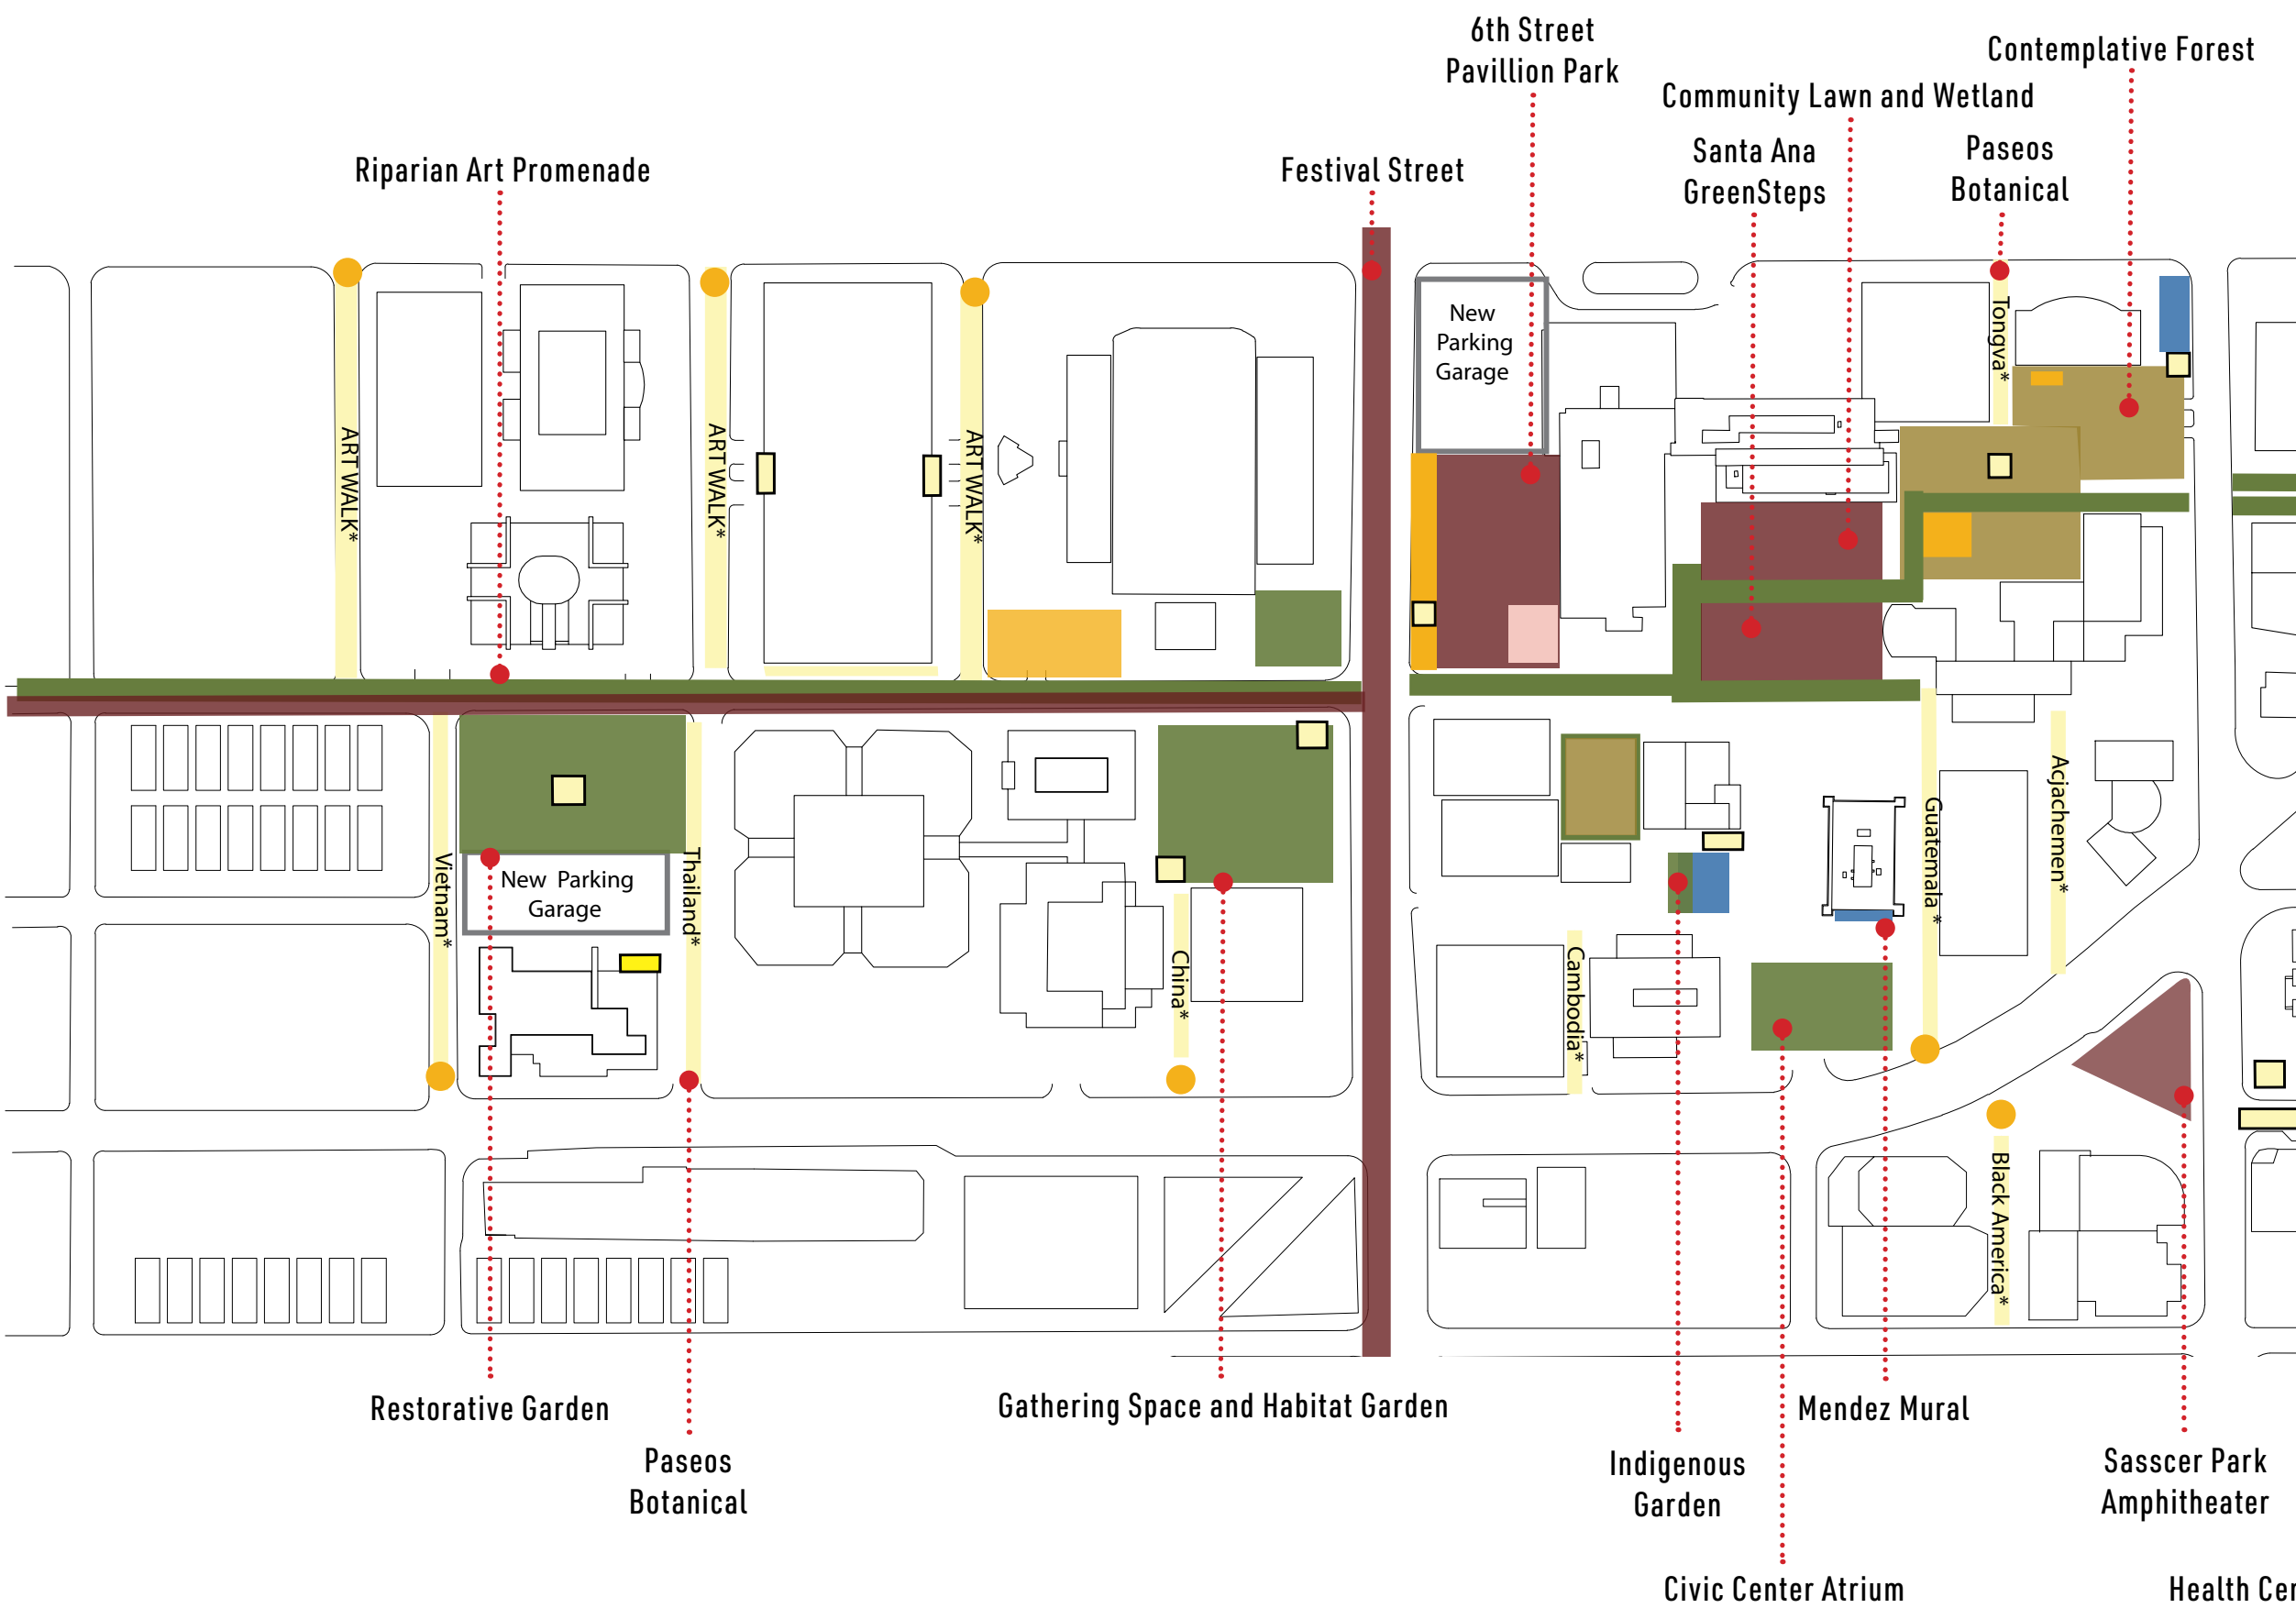 6th Street
Pavillion Park
Contemplative Forest
Community Lawn and Wetland
Santa Ana
GreenSteps
Paseos
Botanical
Riparian Art Promenade
Festival Street
New
Parking
Garage
Tongva*
ART WALK*
ART WALK*
ART WALK*
Vietnam*
New Parking
Garage
Thailand*
China*
Cambodia*
Guatemala *
Acjachemen*
Black America*
Restorative Garden
Paseos
Botanical
Gathering Space and Habitat Garden
Indigenous
Garden
Mendez Mural
Sasscer Park
Amphitheater
Civic Center Atrium
Health Cer